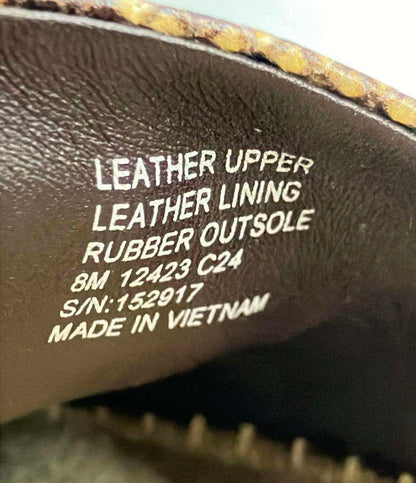 LEATHER UPPER
LEATHER LINING
RUBBER OUTSOLE
8M 12423 C24
S/N:152917
MADE IN VIETNAM